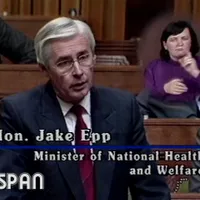 Hon. Jake Epp
Minister of National Health
and Welfare
SPAN